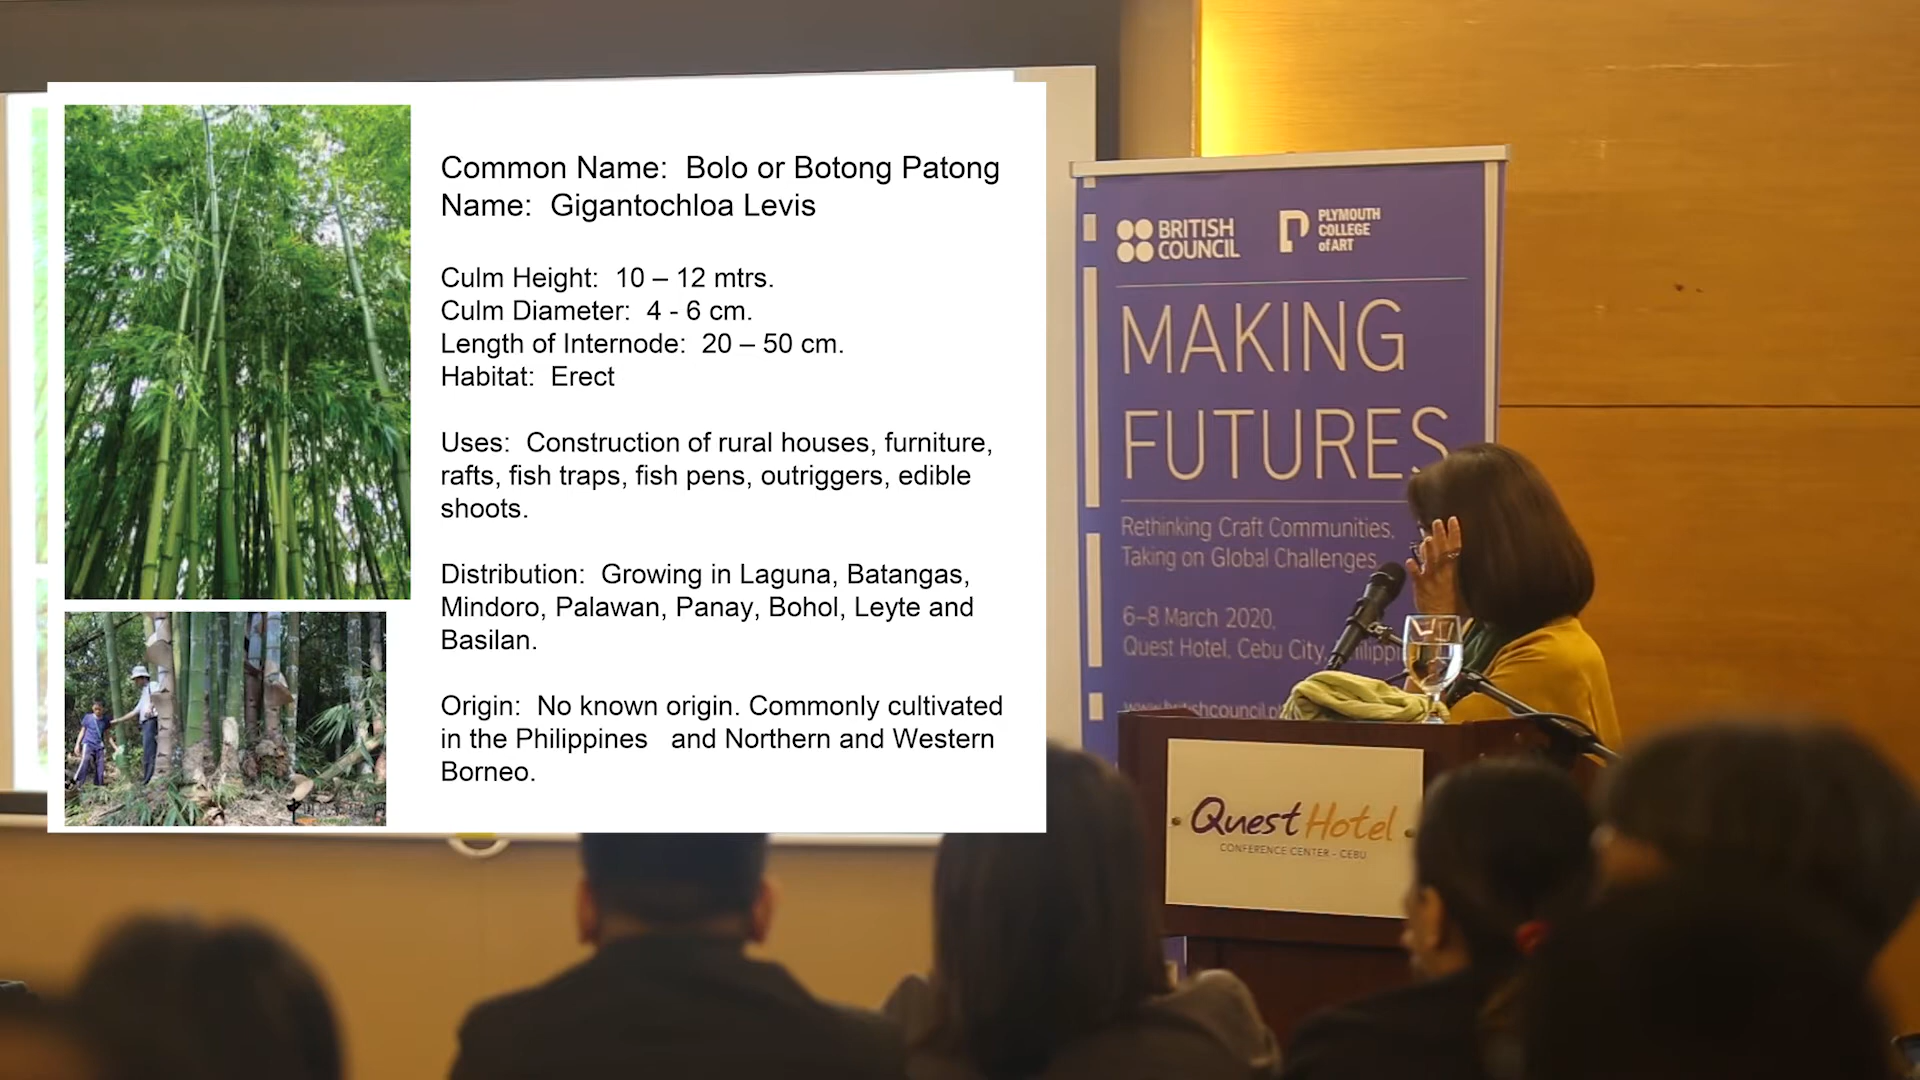 Common Name:  Bolo or Botong Patong
Name:  Gigantochloa Levis
Culm Height:  10 – 12 mtrs.
Culm Diameter:  4 - 6 cm.
Length of Internode:  20 – 50 cm.
Habitat:  Erect
Uses:  Construction of rural houses, furniture,
rafts, fish traps, fish pens, outriggers, edible
shoots.
Distribution:  Growing in Laguna, Batangas,
Mindoro, Palawan, Panay, Bohol, Leyte and
Basilan.
Origin:  No known origin. Commonly cultivated
in the Philippines   and Northern and Western
Borneo.
BRITISH
COUNCIL
PLYMOUTH
COLLEGE
of ART
MAKING
FUTURES
Rethinking Craft Communities,
Taking on Global Challenges
6–8 March 2020,
Quest Hotel, Cebu City,
Quest Hotel
CONFERENCE CENTER - CEBU